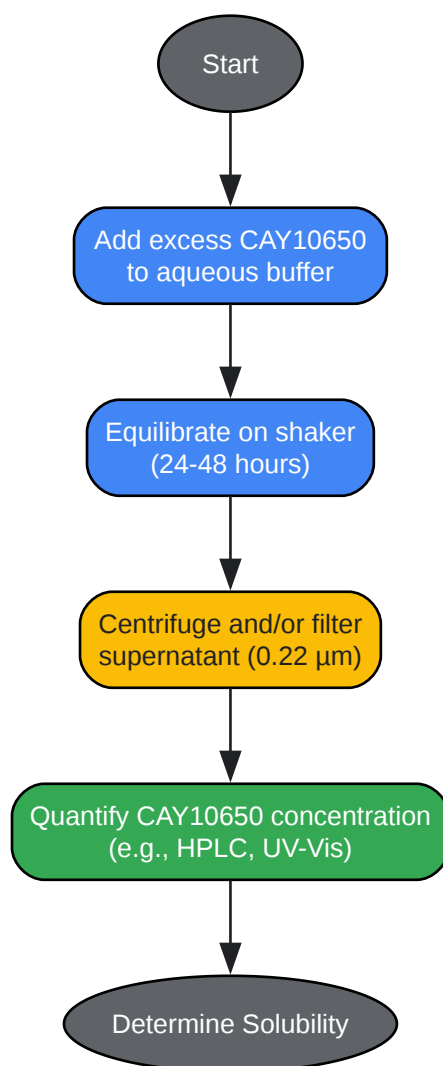 Start
Add excess CAY10650
to aqueous buffer
Equilibrate on shaker
(24-48 hours)
Centrifuge and/or filter
supernatant (0.22 µm)
Quantify CAY10650 concentration
(e.g., HPLC, UV-Vis)
Determine Solubility